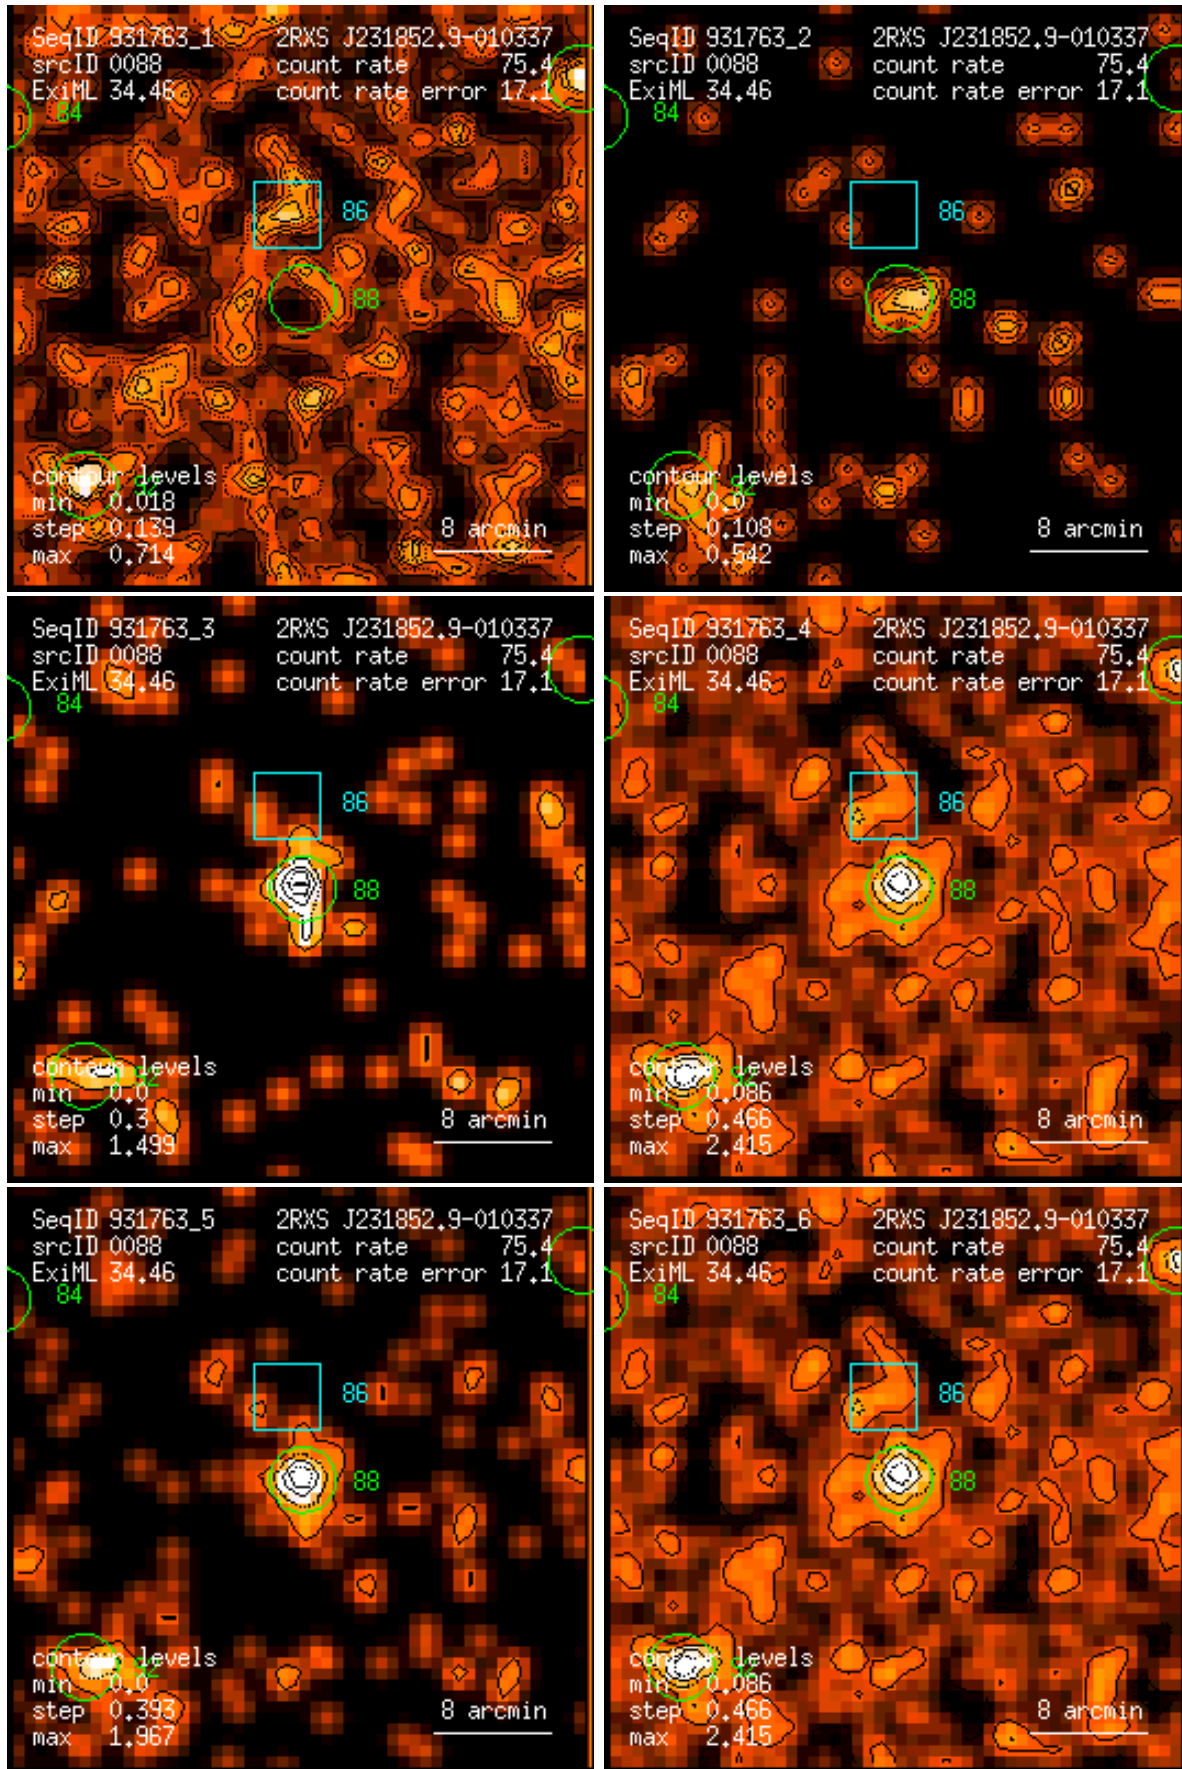 SeqID 931763_1 2RXS J231852.9-010337
srcID 0088 count rate 75.4
ExiML 34.46 count rate error 17.1
84
86
88
contour levels
min 0.018
step 0.139
max 0.714
8 arcmin
SeqID 931763_2 2RXS J231852.9-010337
srcID 0088 count rate 75.4
ExiML 34.46 count rate error 17.1
84
86
88
contour levels
min 0.0
step 0.108
max 0.542
8 arcmin
SeqID 931763_3 2RXS J231852.9-010337
srcID 0088 count rate 75.4
ExiML 34.46 count rate error 17.1
84
86
88
contour levels
min 0.0
step 0.3
max 1.499
8 arcmin
SeqID 931763_4 2RXS J231852.9-010337
srcID 0088 count rate 75.4
ExiML 34.46 count rate error 17.1
84
86
88
contour levels
min 0.086
step 0.466
max 2.415
8 arcmin
SeqID 931763_5 2RXS J231852.9-010337
srcID 0088 count rate 75.4
ExiML 34.46 count rate error 17.1
84
86
88
contour levels
min 0.0
step 0.393
max 1.967
8 arcmin
SeqID 931763_6 2RXS J231852.9-010337
srcID 0088 count rate 75.4
ExiML 34.46 count rate error 17.1
84
86
88
contour levels
min 0.086
step 0.466
max 2.415
8 arcmin